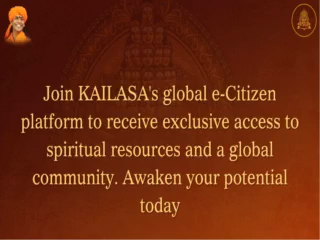 Join KAILASA's global e-Citizen
platform to receive exclusive access to
spiritual resources and a global
community. Awaken your potential
today